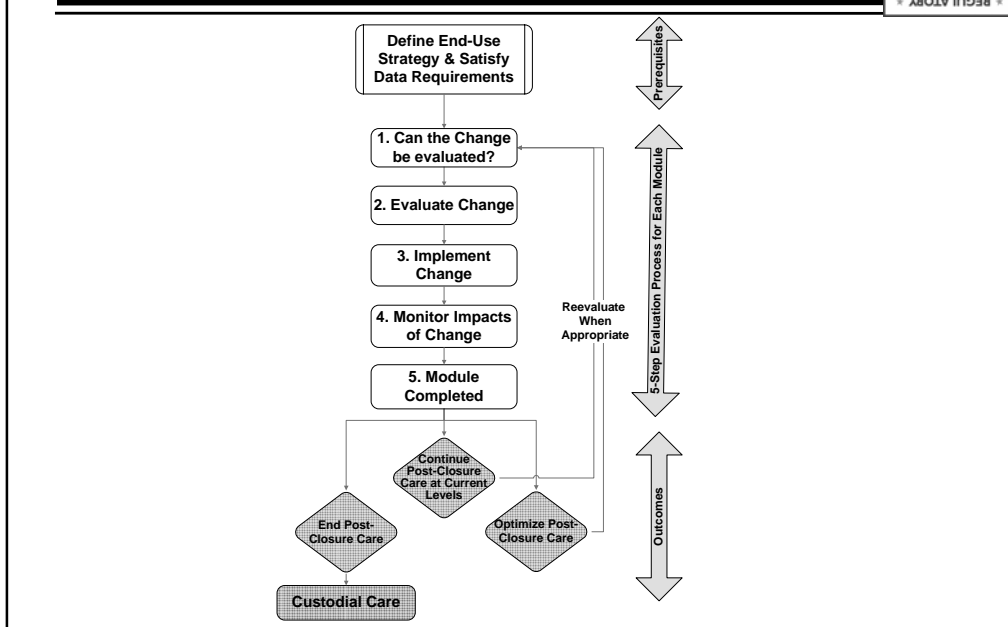 REGULATORY
Define End-Use
Strategy & Satisfy
Data Requirements
Prerequisites
1. Can the Change
be evaluated?
2. Evaluate Change
3. Implement
Change
4. Monitor Impacts
of Change
5. Module
Completed
Reevaluate
When
Appropriate
5-Step Evaluation Process for Each Module
Continue
Post-Closure
Care at Current
Levels
End Post-
Closure Care
Optimize Post-
Closure Care
Outcomes
Custodial Care